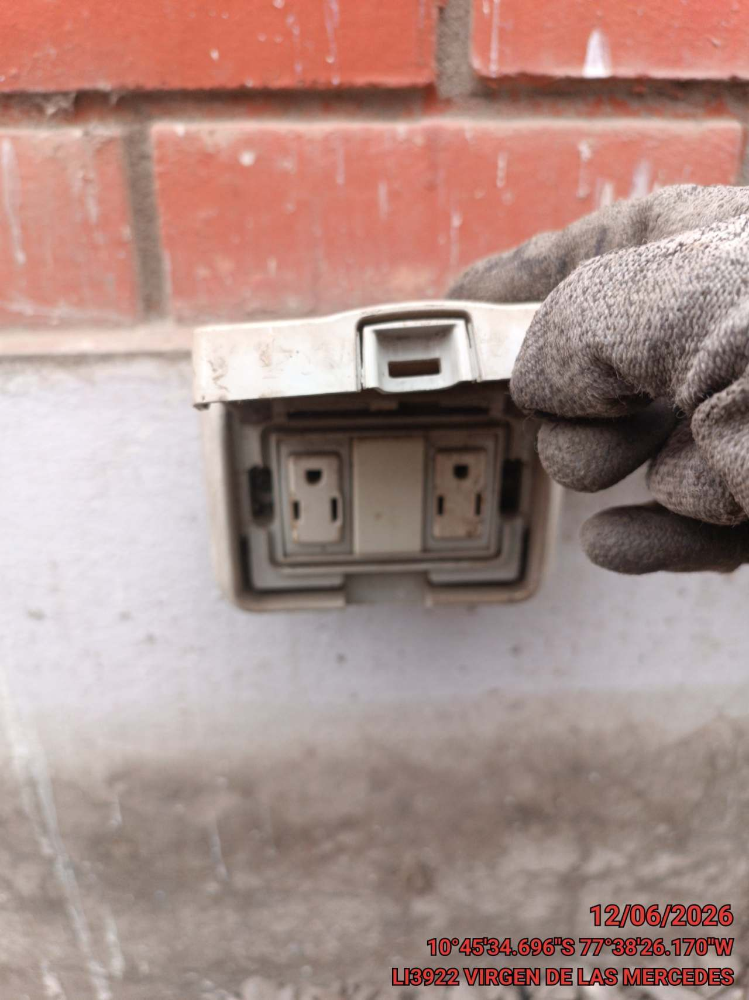 12/06/2026
10°45'34.696"S 77°38'26.170"W
LI3922 VIRGEN DE LAS MERCEDES